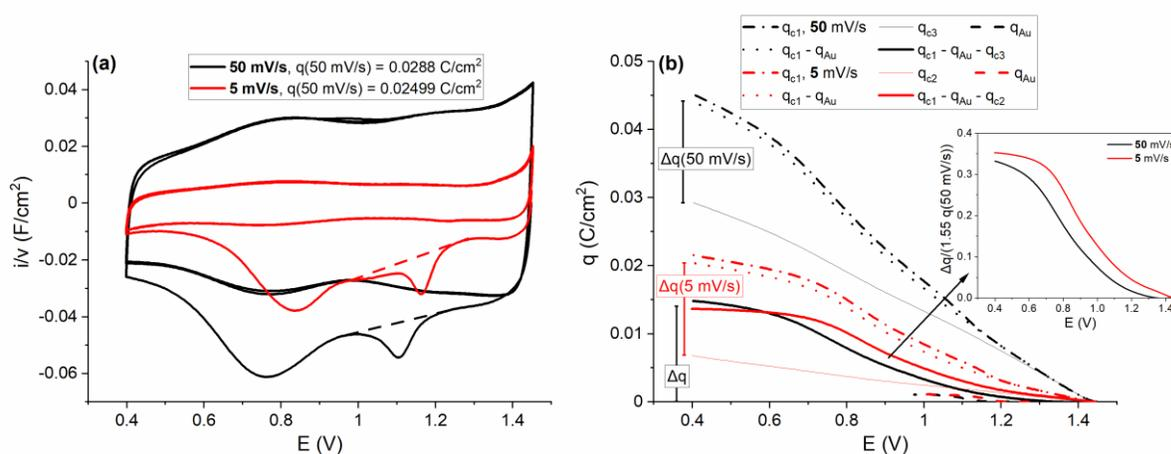 (a)
50 mV/s, q(50 mV/s) = 0.0288 C/cm²
5 mV/s, q(50 mV/s) = 0.02499 C/cm²
0.04
0.02
0
-0.02
-0.04
-0.06
i/v (F/cm²)
0.4 0.6 0.8 1.0 1.2 1.4
E (V)
q_c1, 50 mV/s q_c3 q_Au
q_c1 - q_Au q_c1 - q_Au - q_c3
q_c1, 5 mV/s q_c2 q_Au
q_c1 - q_Au q_c1 - q_Au - q_c2
(b)
0.05
0.04
0.03
0.02
0.01
0
q (C/cm²)
Δq(50 mV/s)
Δq(5 mV/s)
Δq
0.4 0.6 0.8 1.0 1.2 1.4
E (V)
50 mV/s
5 mV/s
0.4
0.3
0.2
0.1
0.0
Δq/(1.55 q(50 mV/s))
0.4 0.6 0.8 1.0 1.2 1.4
E (V)